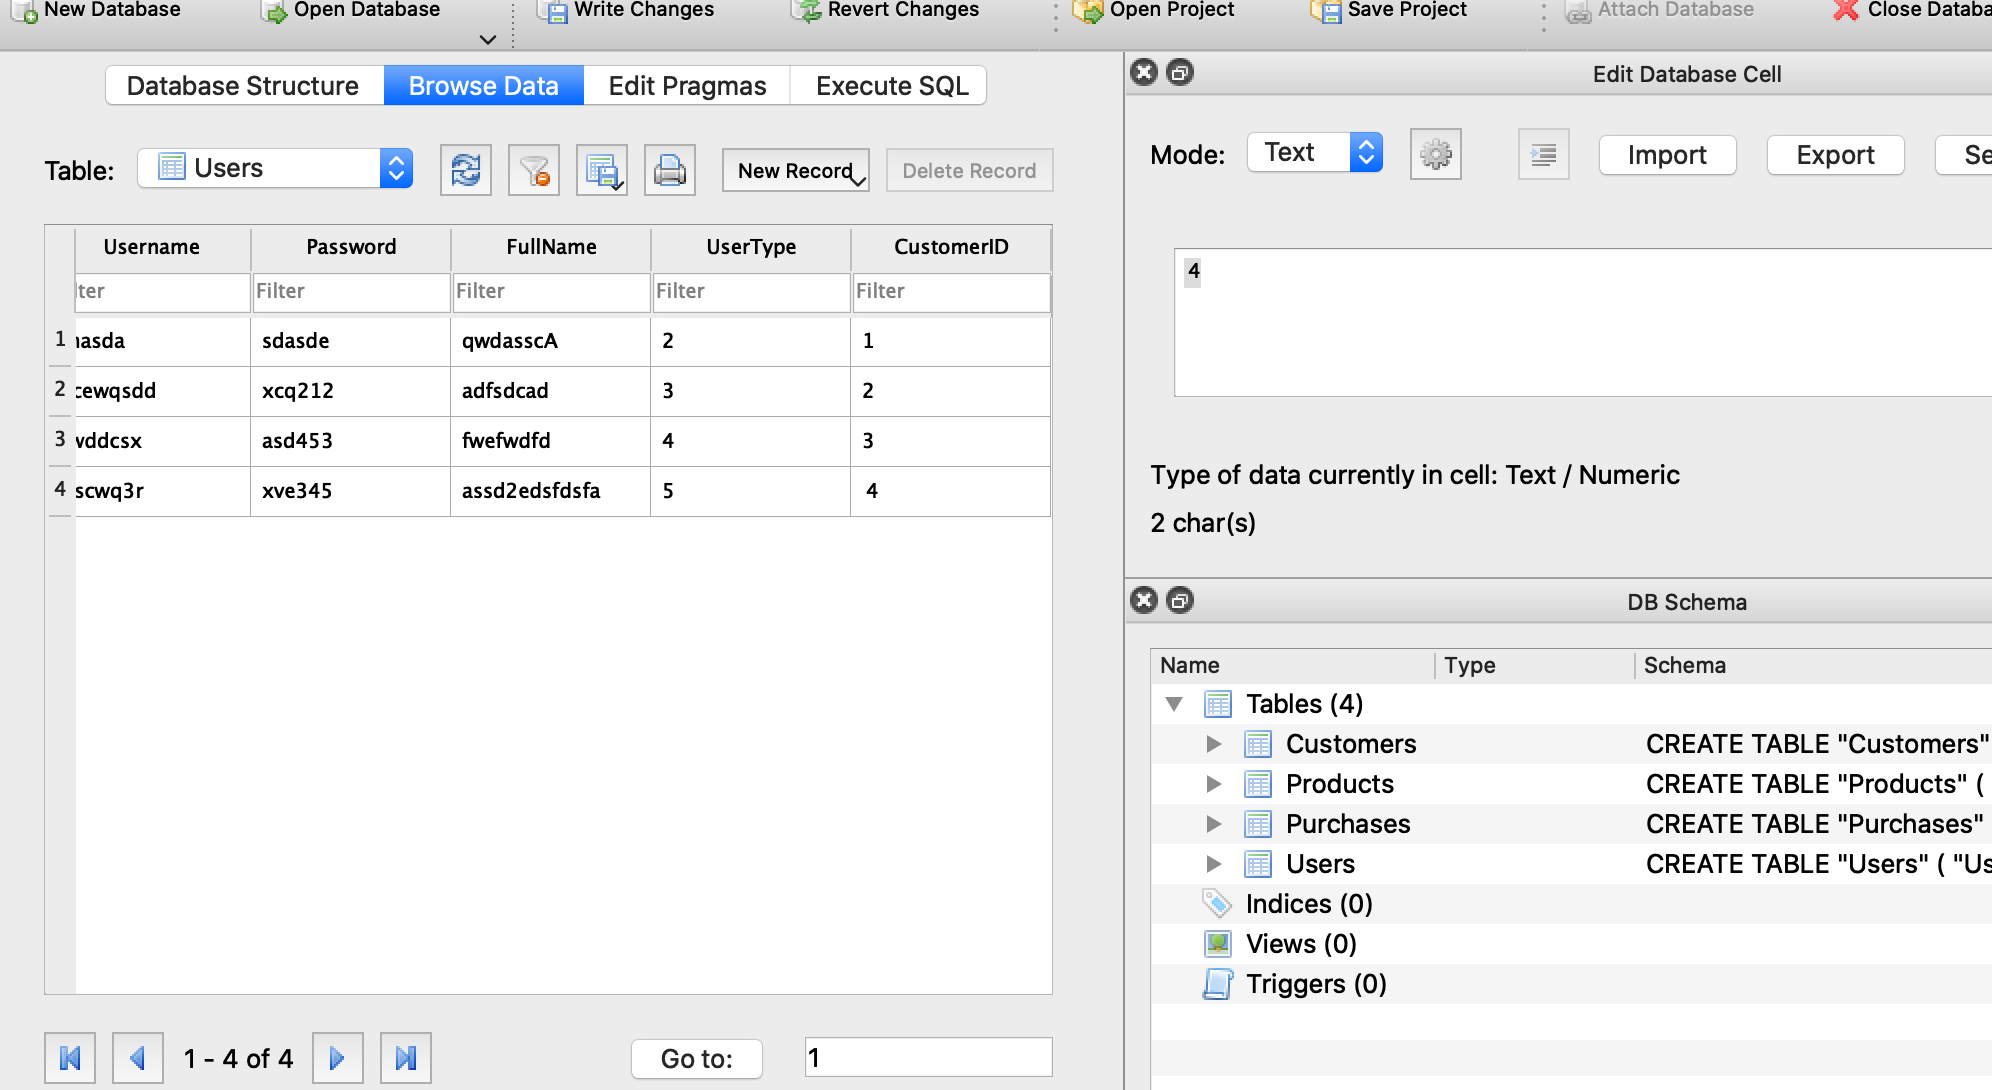 New Database Open Database Write Changes Revert Changes Open Project Save Project Attach Database Close Databa
Database Structure Browse Data Edit Pragmas Execute SQL
Table: Users New Record Delete Record
Username Password FullName UserType CustomerID
lter Filter Filter Filter Filter
1 asda sdasde qwdasscA 2 1
2 cewqsdd xcq212 adfsdcad 3 2
3 wddcsx asd453 fwefwdfd 4 3
4 scwq3r xve345 assd2edsfdsfa 5 4
1 - 4 of 4 Go to: 1
Edit Database Cell
Mode: Text Import Export Se
4
Type of data currently in cell: Text / Numeric
2 char(s)
DB Schema
Name Type Schema
Tables (4)
Customers CREATE TABLE "Customers"
Products CREATE TABLE "Products" (
Purchases CREATE TABLE "Purchases"
Users CREATE TABLE "Users" ( "Us
Indices (0)
Views (0)
Triggers (0)